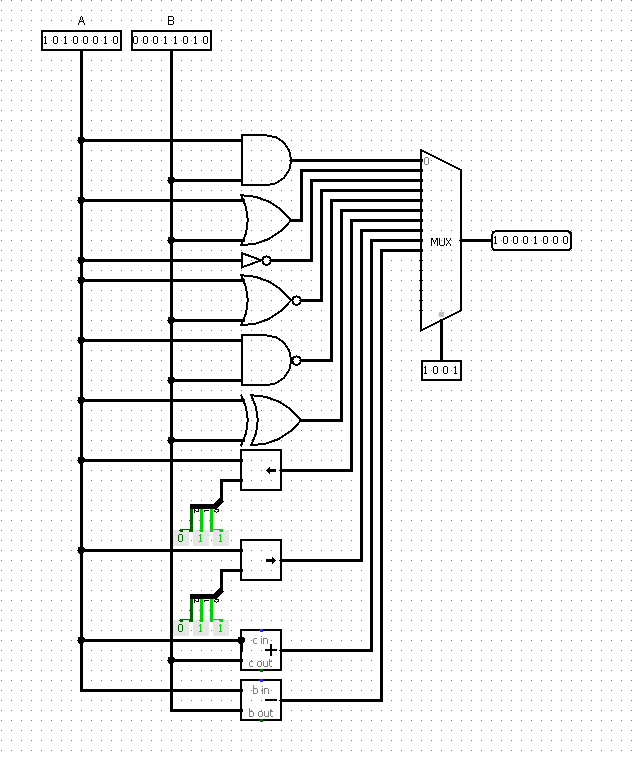 A B
10100010 00011010
0
MUX
10001000
1001
←
0 1 1
→
0 1 1
c in
+
c out
b in
−
b out